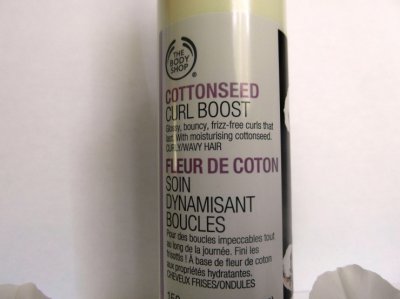 THE
BODY
SHOP
COTTONSEED
CURL BOOST
Glossy, bouncy, frizz-free curls that
last. With moisturising cottonseed.
CURLY/WAVY HAIR
FLEUR DE COTON
SOIN
DYNAMISANT
BOUCLES
Pour des boucles impeccables tout
au long de la journée. Fini les
frisottis ! À base de fleur de coton
aux propriétés hydratantes.
CHEVEUX FRISES/ONDULES